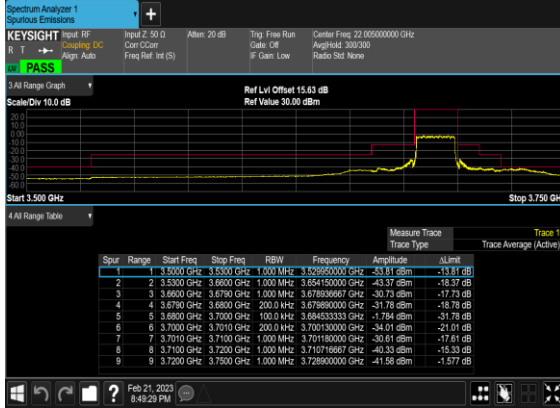 Spectrum Analyzer 1
Spurious Emissions
KEYSIGHT Input: RF Input Z: 50 Ω Atten: 20 dB Trig: Free Run Center Freq: 22.005000000 GHz
R T Coupling: DC Corr CCorr Gate: Off Avg|Hold: 300/300
Align: Auto Freq Ref: Int (S) IF Gain: Low Radio Std: None
PASS
3 All Range Graph
Ref Lvl Offset 15.63 dB
Scale/Div 10.0 dB Ref Value 30.00 dBm
20.0
10.0
0.00
-10.0
-20.0
-30.0
-40.0
-50.0
-60.0
Start 3.500 GHz Stop 3.750 GH
4 All Range Table
Measure Trace Trace 1
Trace Type Trace Average (Active)
Spur Range Start Freq Stop Freq RBW Frequency Amplitude ΔLimit
1 1 3.5000 GHz 3.5300 GHz 1.000 MHz 3.529950000 GHz -53.81 dBm -13.81 dB
2 2 3.5300 GHz 3.6600 GHz 1.000 MHz 3.654150000 GHz -43.37 dBm -18.37 dB
3 3 3.6600 GHz 3.6790 GHz 1.000 MHz 3.678936667 GHz -30.73 dBm -17.73 dB
4 4 3.6790 GHz 3.6800 GHz 200.0 kHz 3.679890000 GHz -31.78 dBm -18.78 dB
5 5 3.6800 GHz 3.7000 GHz 100.0 kHz 3.684533333 GHz -1.784 dBm -31.78 dB
6 6 3.7000 GHz 3.7010 GHz 200.0 kHz 3.700130000 GHz -34.01 dBm -21.01 dB
7 7 3.7010 GHz 3.7100 GHz 1.000 MHz 3.701180000 GHz -30.61 dBm -17.61 dB
8 8 3.7100 GHz 3.7200 GHz 1.000 MHz 3.710716667 GHz -40.33 dBm -15.33 dB
9 9 3.7200 GHz 3.7500 GHz 1.000 MHz 3.728900000 GHz -41.58 dBm -1.577 dB
Feb 21, 2023
8:49:29 PM